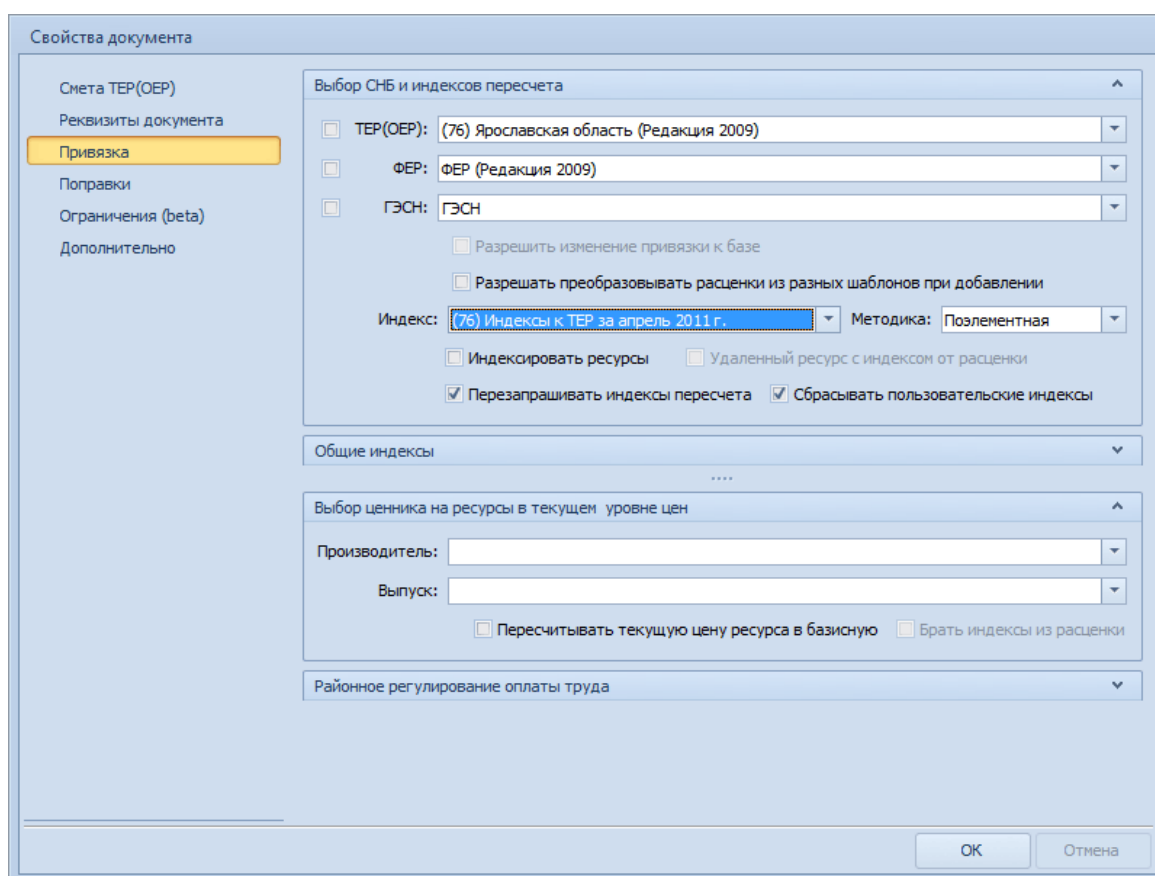 Свойства документа
Смета ТЕР(ОЕР)
Реквизиты документа
Привязка
Поправки
Ограничения (beta)
Дополнительно
Выбор СНБ и индексов пересчета
ТЕР(ОЕР): (76) Ярославская область (Редакция 2009)
ФЕР: ФЕР (Редакция 2009)
ГЭСН: ГЭСН
Разрешить изменение привязки к базе
Разрешать преобразовывать расценки из разных шаблонов при добавлении
Индекс: (76) Индексы к ТЕР за апрель 2011 г. Методика: Поэлементная
Индексировать ресурсы Удаленный ресурс с индексом от расценки
Перезапрашивать индексы пересчета Сбрасывать пользовательские индексы
Общие индексы
Выбор ценника на ресурсы в текущем уровне цен
Производитель:
Выпуск:
Пересчитывать текущую цену ресурса в базисную Брать индексы из расценки
Районное регулирование оплаты труда
ОК Отмена